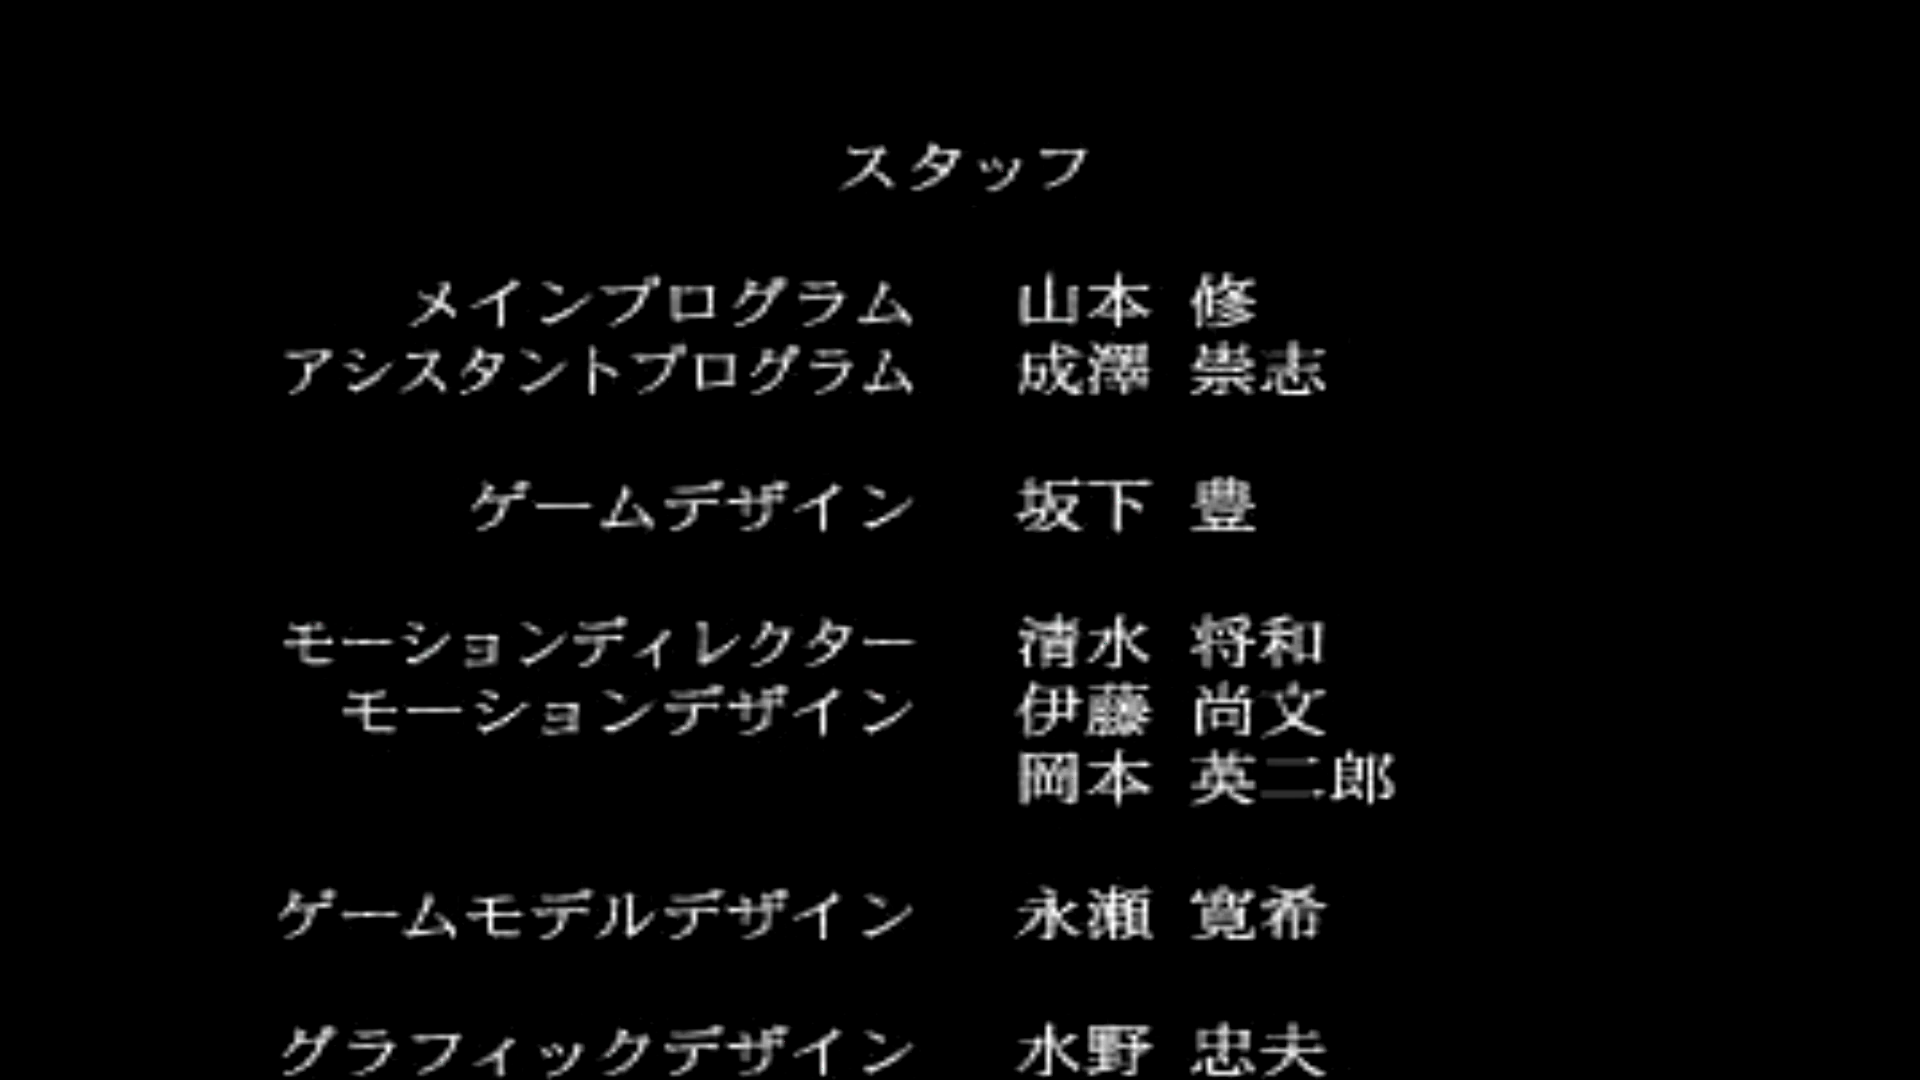 スタッフ
メインプログラム 山本 修
アシスタントプログラム 成澤 崇志
ゲームデザイン 坂下 豊
モーションディレクター 清水 将和
モーションデザイン 伊藤 尚文
岡本 英二郎
ゲームモデルデザイン 永瀬 寛希
グラフィックデザイン 水野 忠夫